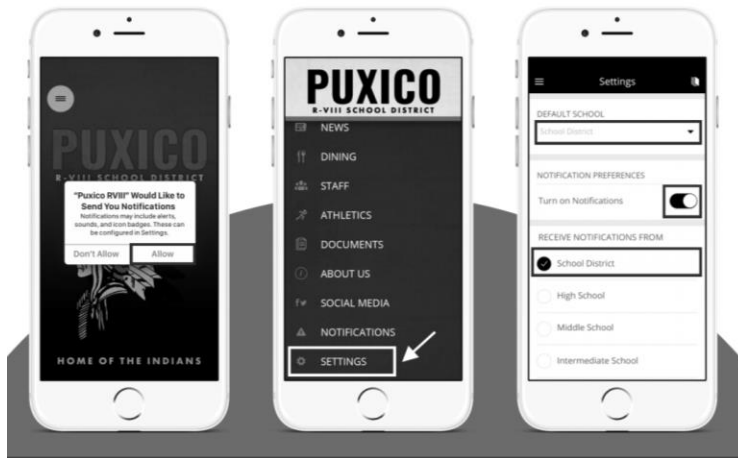 PUXICO
R-VIII SCHOOL DISTRICT
"Puxico RVIII" Would Like to
Send You Notifications
Notifications may include alerts,
sounds, and icon badges. These can
be configured in Settings.
Don't Allow
Allow
HOME OF THE INDIANS
PUXICO
R-VIII SCHOOL DISTRICT
NEWS
DINING
STAFF
ATHLETICS
DOCUMENTS
ABOUT US
SOCIAL MEDIA
NOTIFICATIONS
SETTINGS
Settings
DEFAULT SCHOOL
School District
NOTIFICATION PREFERENCES
Turn on Notifications
RECEIVE NOTIFICATIONS FROM
School District
High School
Middle School
Intermediate School